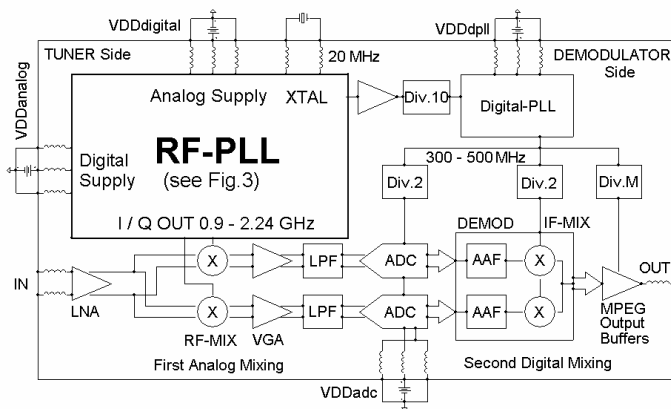 VDDdigital
VDDdpll
TUNER Side
20 MHz
DEMODULATOR
Side
VDDanalog
Analog Supply
XTAL
Div.10
Digital-PLL
Digital
Supply
RF-PLL
(see Fig.3)
300 - 500 MHz
Div.2
Div.2
Div.M
I / Q OUT 0.9 - 2.24 GHz
DEMOD
IF-MIX
X
LPF
ADC
AAF
X
OUT
IN
LNA
X
LPF
ADC
AAF
X
RF-MIX
VGA
MPEG
Output
Buffers
First Analog Mixing
Second Digital Mixing
VDDadc